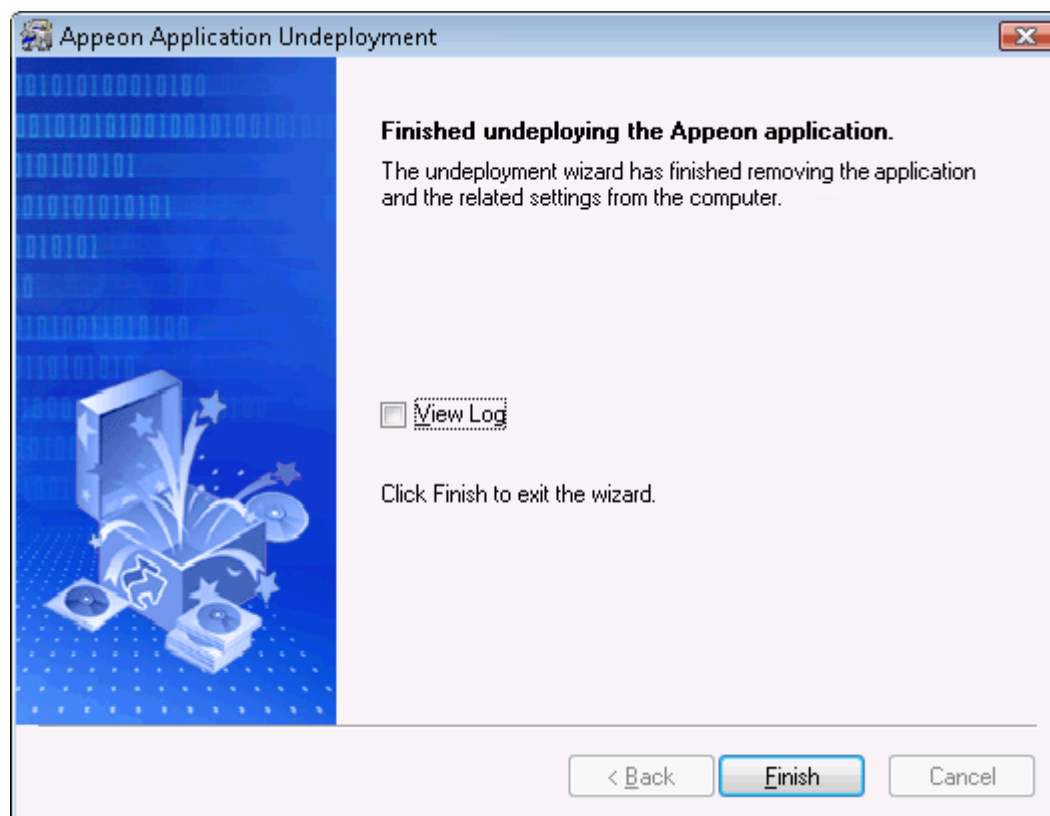 Appeon Application Undeployment
101010100010100
Finished undeploying the Appeon application.
The undeployment wizard has finished removing the application
and the related settings from the computer.
View Log
Click Finish to exit the wizard.
< Back
Finish
Cancel